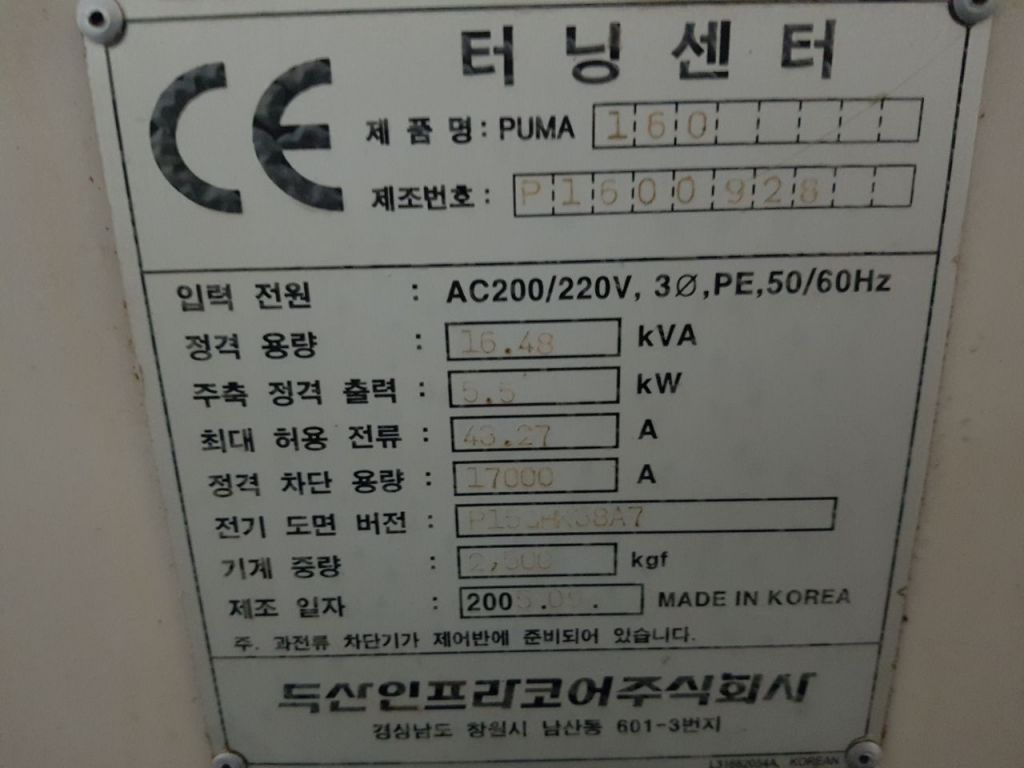 CE
터닝센터
제 품 명 : PUMA 160
제조번호 : P1600928
입력 전원 : AC200/220V, 3Ø,PE,50/60Hz
정격 용량 : 16.48 kVA
주축 정격 출력 : 5.5 kW
최대 허용 전류 : 43.27 A
정격 차단 용량 : 17000 A
전기 도면 버전 :
기계 중량 : 2,500 kgf
제조 일자 : MADE IN KOREA
주. 과전류 차단기가 제어반에 준비되어 있습니다.
두산인프라코어주식회사
경상남도 창원시 남산동 601-3번지
KOREAN